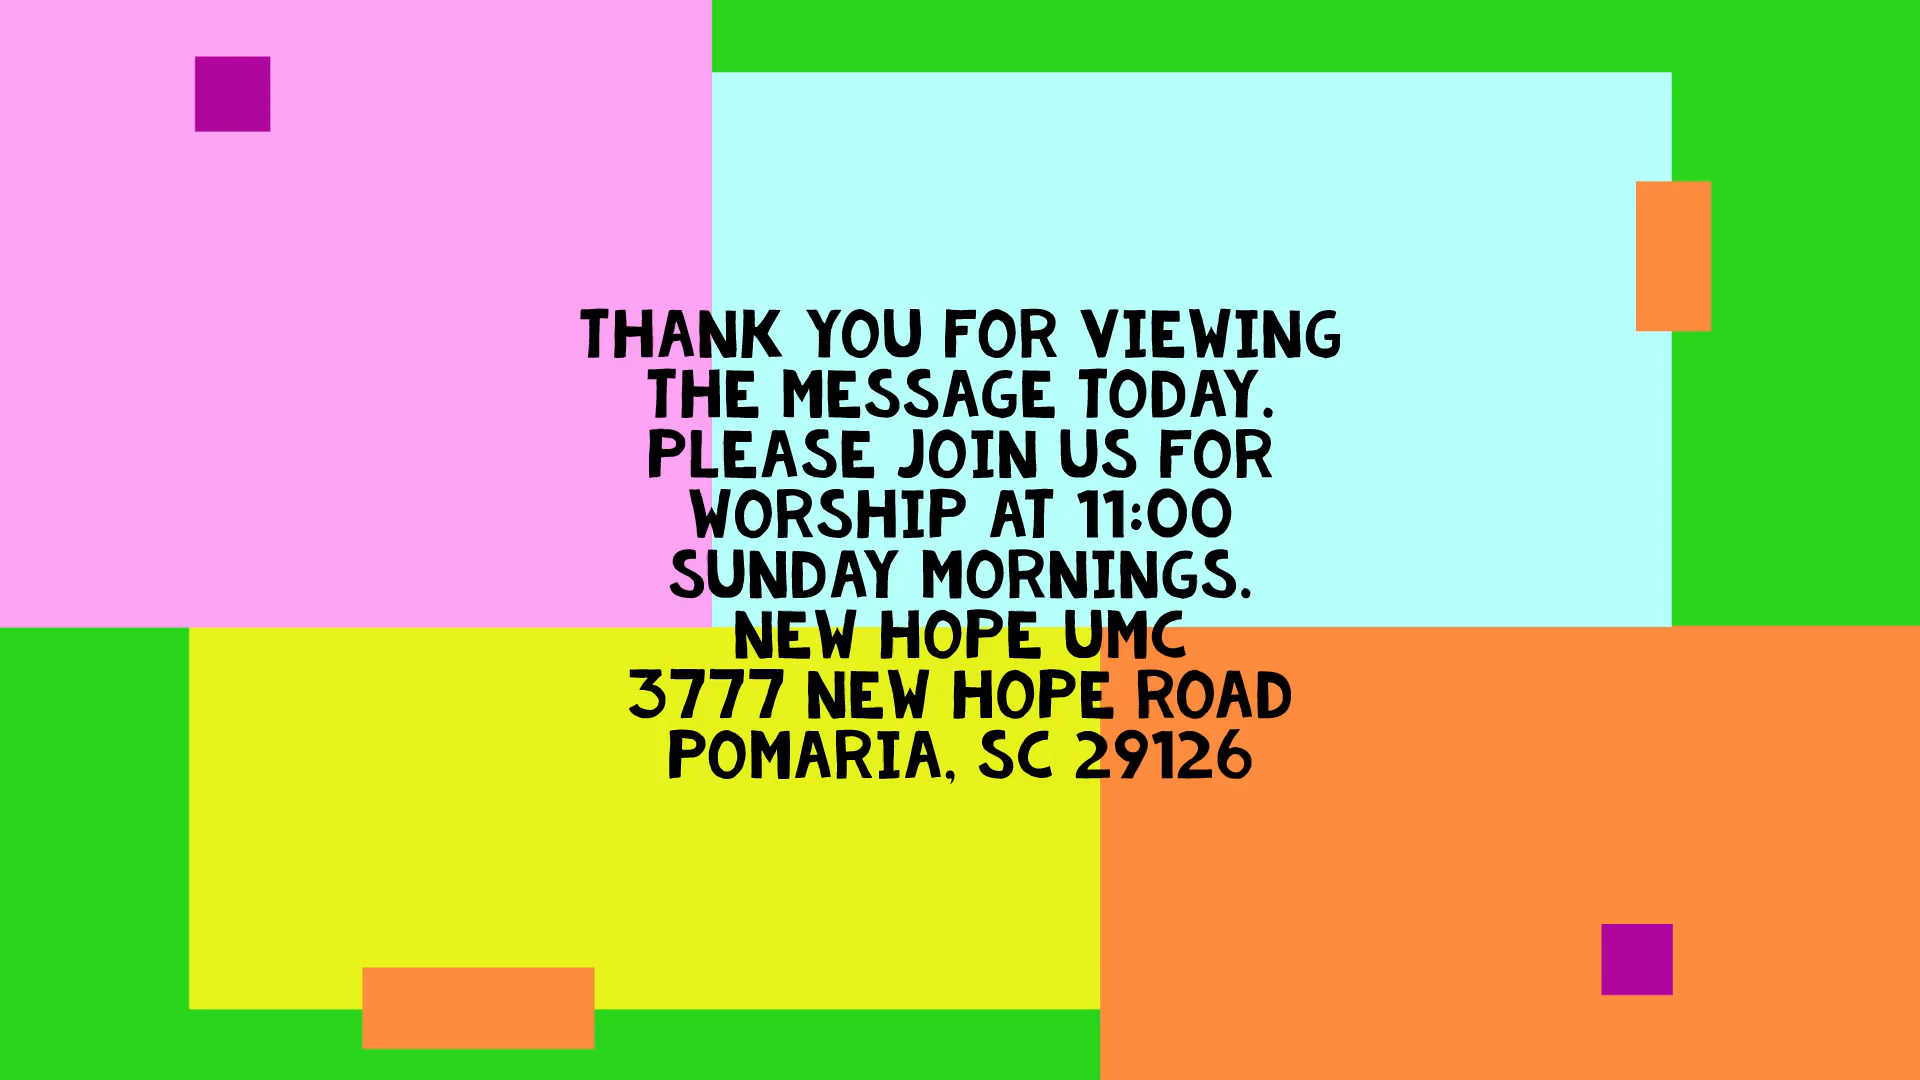 THANK YOU FOR VIEWING
THE MESSAGE TODAY.
PLEASE JOIN US FOR
WORSHIP AT 11:00
SUNDAY MORNINGS.
NEW HOPE UMC
3777 NEW HOPE ROAD
POMARIA, SC 29126